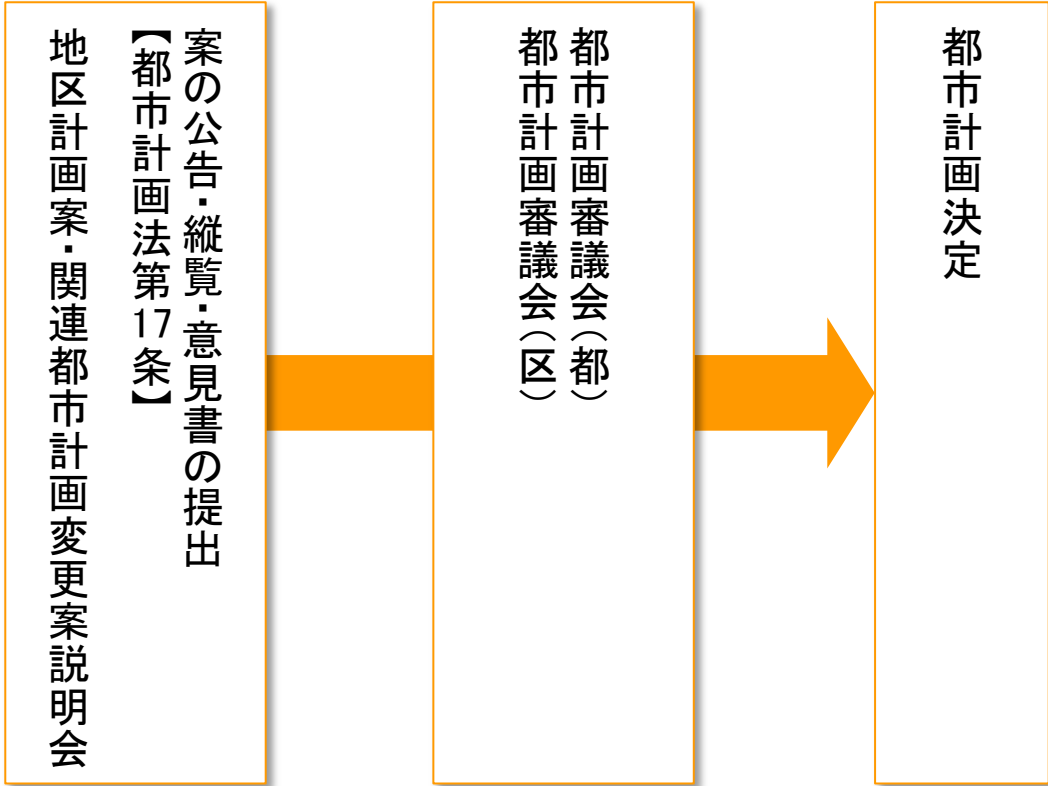 案の公告・縦覧・意見書の提出
【都市計画法第17条】
地区計画案・関連都市計画変更案説明会
都市計画審議会（都）
都市計画審議会（区）
都市計画決定